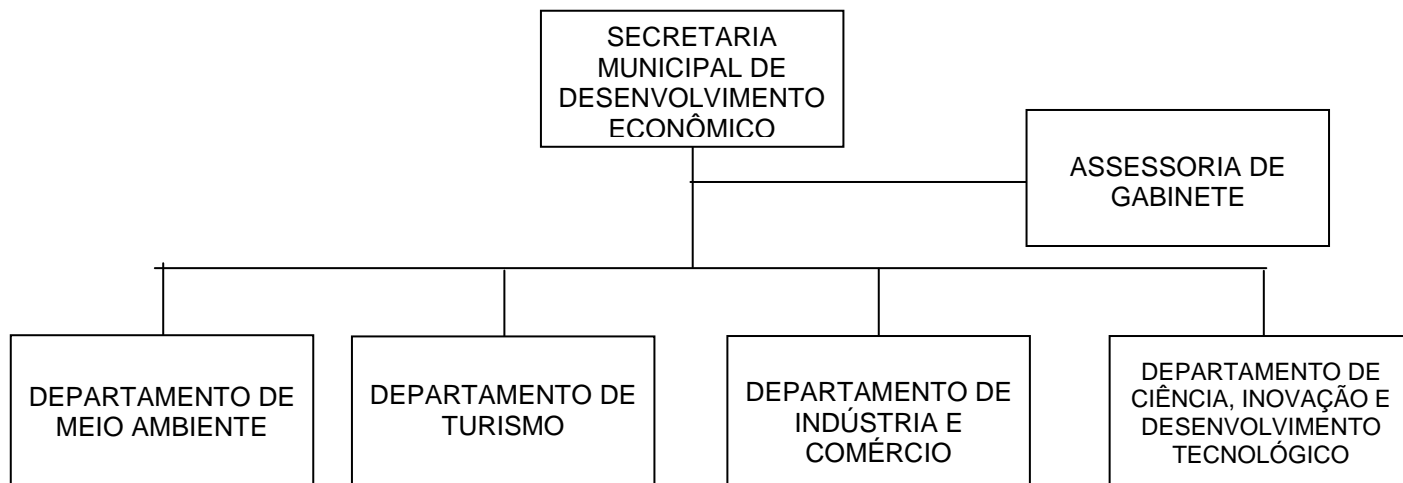 SECRETARIA
MUNICIPAL DE
DESENVOLVIMENTO
ECONÔMICO
ASSESSORIA DE
GABINETE
DEPARTAMENTO DE
MEIO AMBIENTE
DEPARTAMENTO DE
TURISMO
DEPARTAMENTO DE
INDÚSTRIA E
COMÉRCIO
DEPARTAMENTO DE
CIÊNCIA, INOVAÇÃO E
DESENVOLVIMENTO
TECNOLÓGICO